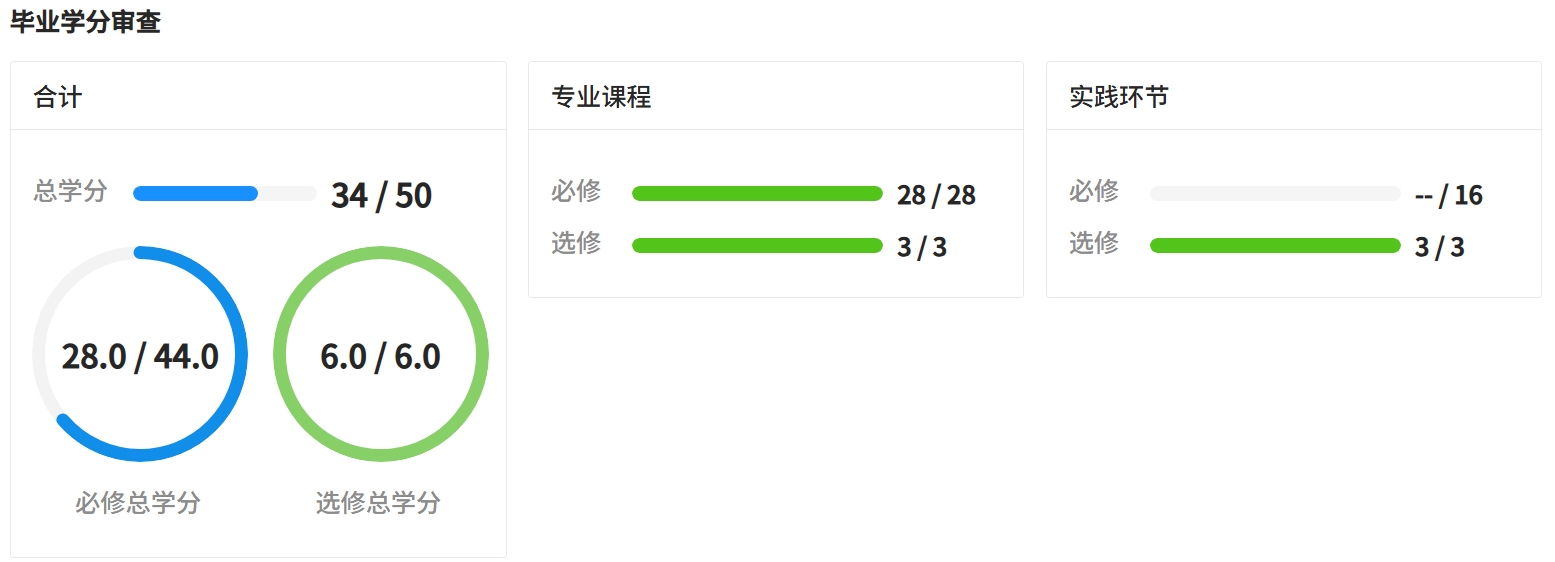 毕业学分审查
合计
总学分 34 / 50
28.0 / 44.0
必修总学分
6.0 / 6.0
选修总学分
专业课程
必修 28 / 28
选修 3 / 3
实践环节
必修 -- / 16
选修 3 / 3